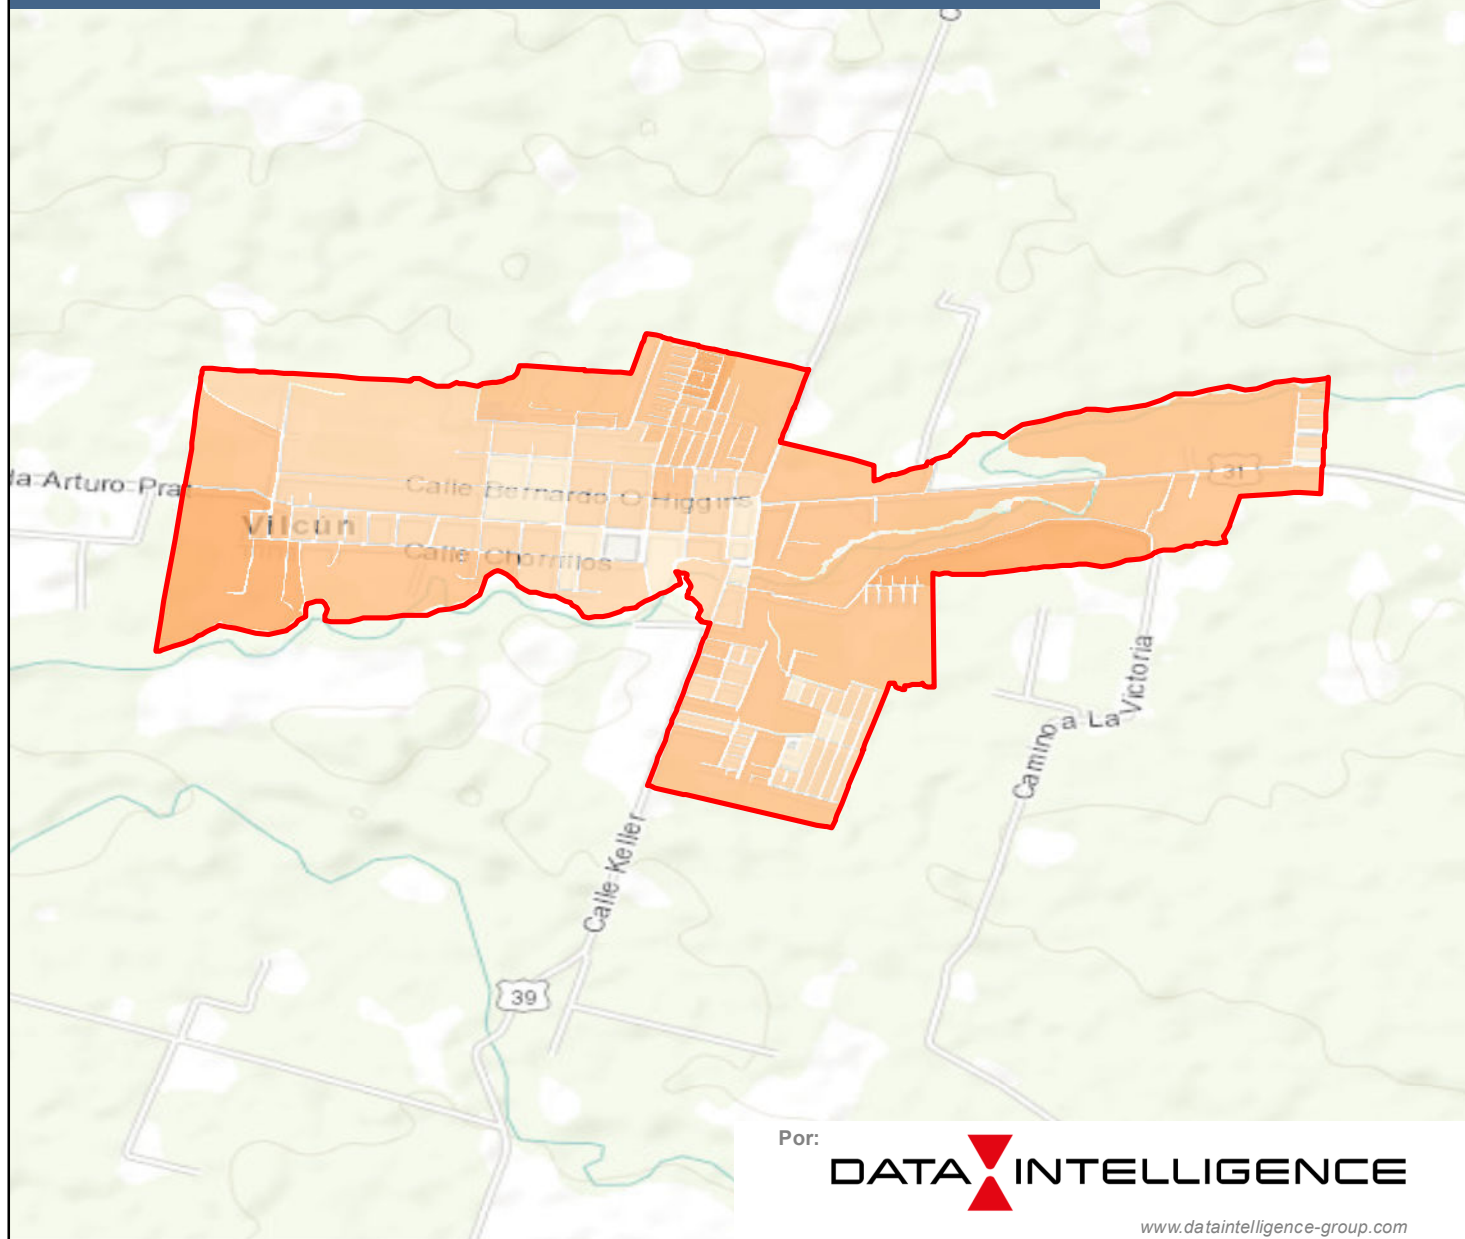 da Arturo Prat
Calle Bernardo O Higgins
31
Vilcún
Calle Chorrillos
Camino a La Victoria
Calle Keller
39
Por:
DATA INTELLIGENCE
www.dataintelligence-group.com